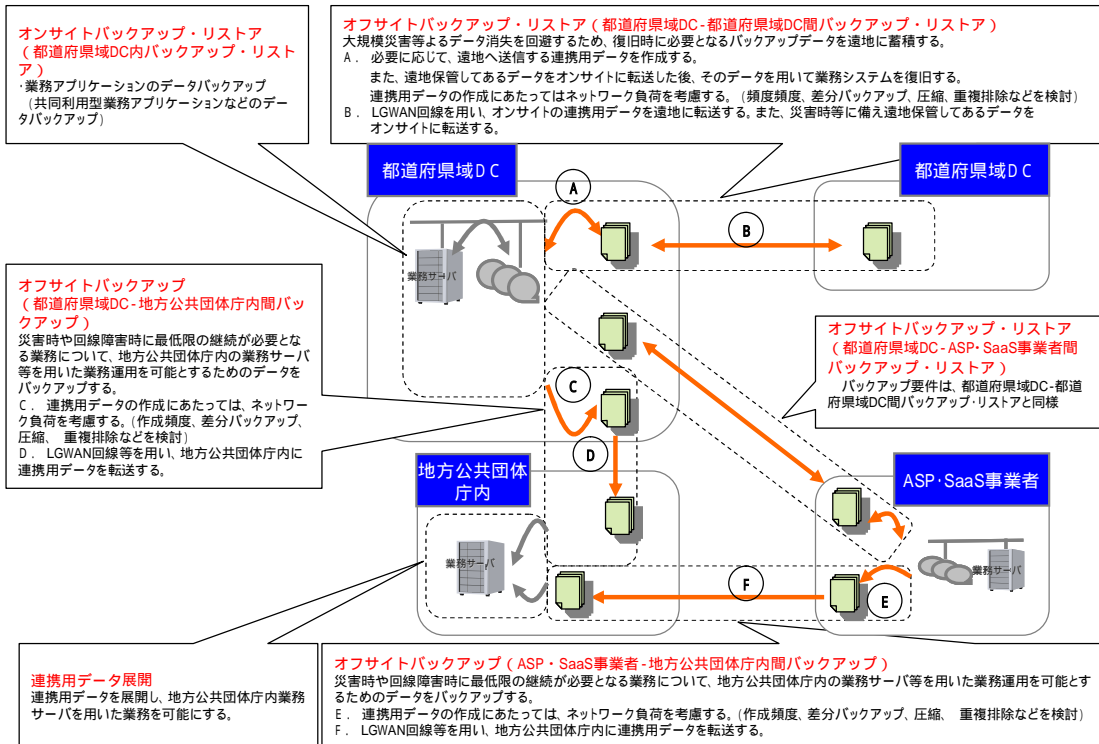 オンサイトバックアップ・リストア
(都道府県域DC内バックアップ・リスト
ア)
・業務アプリケーションのデータバックアップ
(共同利用型業務アプリケーションなどのデー
タバックアップ)
オフサイトバックアップ・リストア(都道府県域DC-都道府県域DC間バックアップ・リストア)
大規模災害等よるデータ消失を回避するため、復旧時に必要となるバックアップデータを遠地に蓄積する。
A. 必要に応じて、遠地へ送信する連携用データを作成する。
また、遠地保管してあるデータをオンサイトに転送した後、そのデータを用いて業務システムを復旧する。
連携用データの作成にあたってはネットワーク負荷を考慮する。(頻度頻度、差分バックアップ、圧縮、重複排除などを検討)
B. LGWAN回線を用い、オンサイトの連携用データを遠地に転送する。また、災害時等に備え遠地保管してあるデータを
オンサイトに転送する。
都道府県域DC
都道府県域DC
A
B
業務サーバ
オフサイトバックアップ
(都道府県域DC-地方公共団体庁内間バッ
クアップ)
災害時や回線障害時に最低限の継続が必要とな
る業務について、地方公共団体庁内の業務サーバ
等を用いた業務運用を可能とするためのデータを
バックアップする。
C. 連携用データの作成にあたっては、ネットワー
ク負荷を考慮する。(作成頻度、差分バックアップ、
圧縮、 重複排除などを検討)
D. LGWAN回線等を用い、地方公共団体庁内に
連携用データを転送する。
オフサイトバックアップ・リストア
(都道府県域DC-ASP・SaaS事業者間
バックアップ・リストア)
バックアップ要件は、都道府県域DC-都道
府県域DC間バックアップ・リストアと同様
C
D
地方公共団体
庁内
ASP・SaaS事業者
業務サーバ
業務サーバ
F
E
連携用データ展開
連携用データを展開し、地方公共団体庁内業務
サーバを用いた業務を可能にする。
オフサイトバックアップ(ASP・SaaS事業者-地方公共団体庁内間バックアップ)
災害時や回線障害時に最低限の継続が必要となる業務について、地方公共団体庁内の業務サーバ等を用いた業務運用を可能とす
るためのデータをバックアップする。
E. 連携用データの作成にあたっては、ネットワーク負荷を考慮する。(作成頻度、差分バックアップ、圧縮、 重複排除などを検討)
F. LGWAN回線等を用い、地方公共団体庁内に連携用データを転送する。